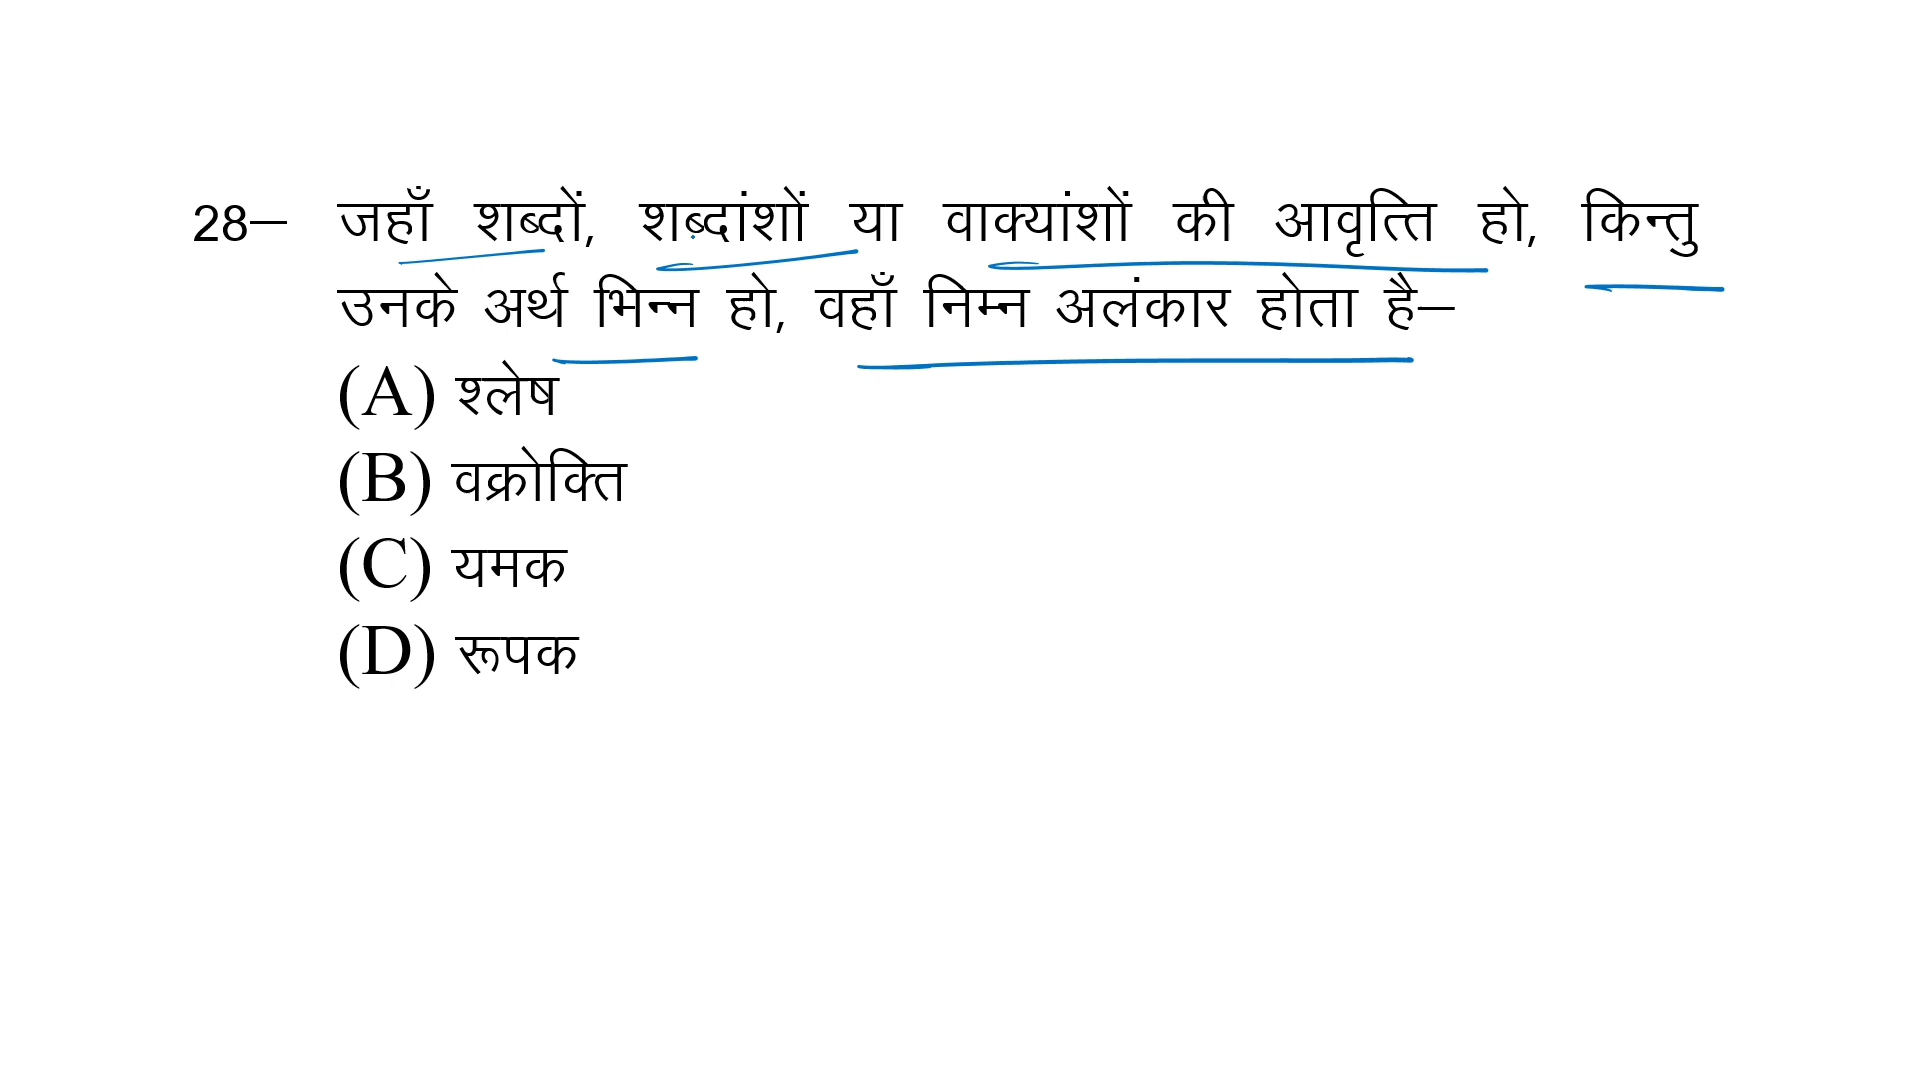 28— जहाँ शब्दों, शब्दांशों या वाक्यांशों की आवृत्ति हो, किन्तु
उनके अर्थ भिन्न हो, वहाँ निम्न अलंकार होता है—
(A) श्लेष
(B) वक्रोक्ति
(C) यमक
(D) रूपक